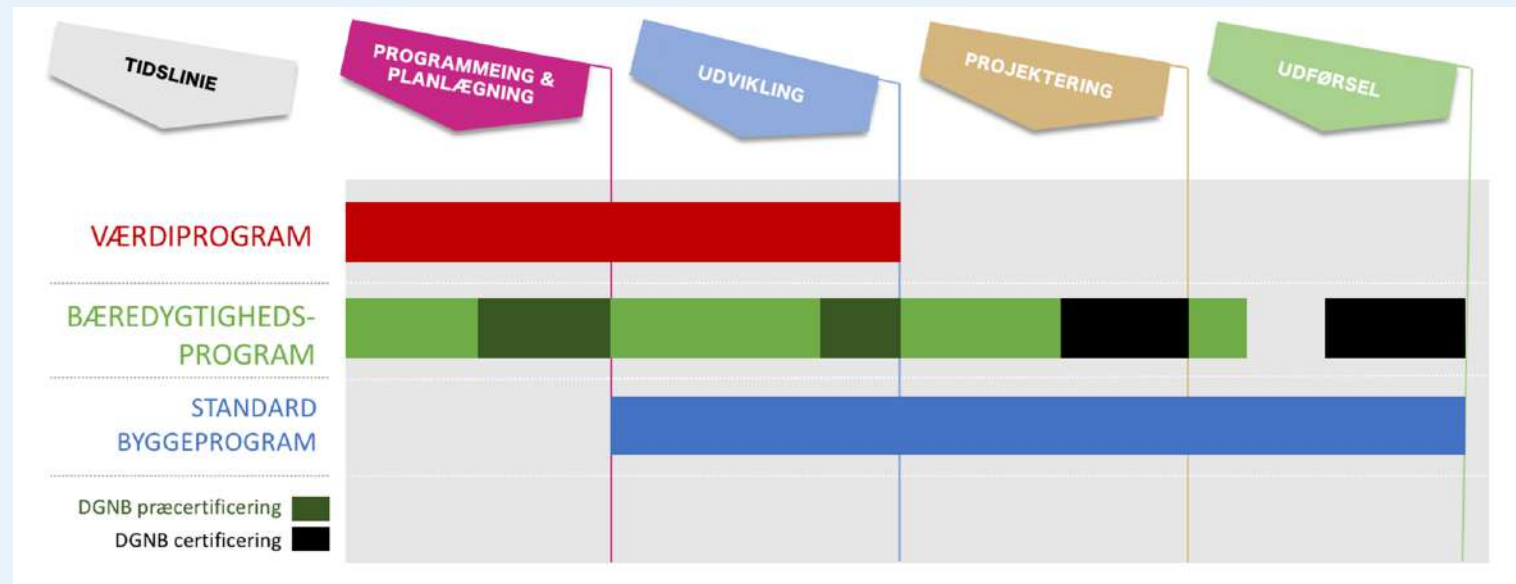 TIDSLINIE
PROGRAMMEING &
PLANLÆGNING
UDVIKLING
PROJEKTERING
UDFØRSEL
VÆRDIPROGRAM
BÆREDYGTIGHEDS-
PROGRAM
STANDARD
BYGGEPROGRAM
DGNB præcertificering
DGNB certificering